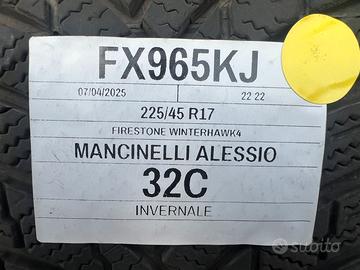 FX965KJ
07/04/2025 22 22
225/45 R17
FIRESTONE WINTERHAWK4
MANCINELLI ALESSIO
32C
INVERNALE
subito